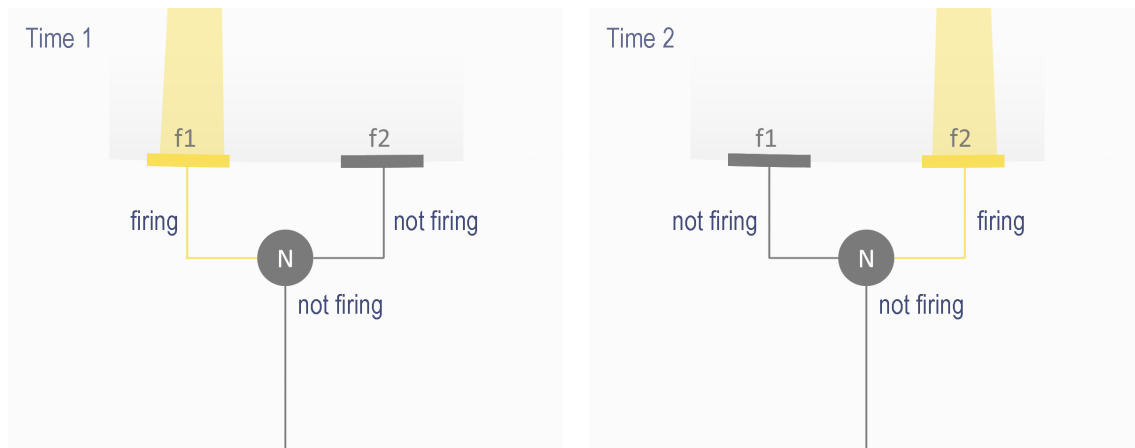 Time 1
f1
f2
firing
not firing
N
not firing
Time 2
f1
f2
not firing
firing
N
not firing